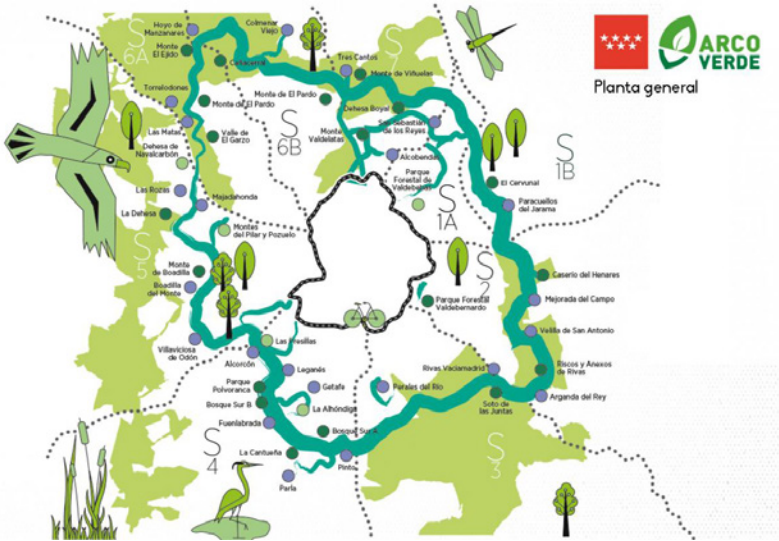 Hoyo de
Manzanares
Colmenar
Viejo
S
6A
Monte
El Ejido
Tres Cantos
S
7
Monte de Viñuelas
ARCO
VERDE
Planta general
Torrelodones
Monte de El Pardo
Monte de El Pardo
Dehesa Boyal
San Sebastián
de los Reyes
Las Matas
Valle de
El Garzo
S
6B
Monte
Valdelatas
Dehesa de
Navalcarbón
Alcobendas
S
1B
Parque
Forestal de
Valdebebas
El Cervunal
Las Rozas
Majadahonda
S
1A
Paracuellos
del Jarama
La Dehesa
Montes
del Pilar y Pozuelo
S
5
Monte
de Boadilla
S
2
Caserío del Henares
Boadilla
del Monte
Parque Forestal
Valdebernardo
Mejorada del Campo
Velilla de San Antonio
Villaviciosa
de Odón
Las Presillas
Alcorcón
Leganés
Rivas Vaciamadrid
Riscos y Anexos
de Rivas
Parque
Polvoranca
Getafe
Perales del Río
Arganda del Rey
Bosque Sur B
La Alhóndiga
Soto de
las Juntas
Fuenlabrada
Bosque Sur A
S
4
La Cantueña
Pinto
S
3
Parla